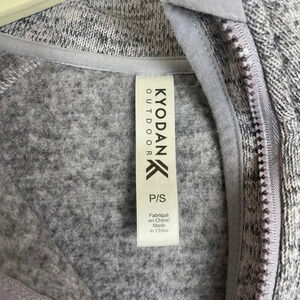 KYODAN
OUTDOOR
P/S
Fabriqué
en Chine/
Made
in China